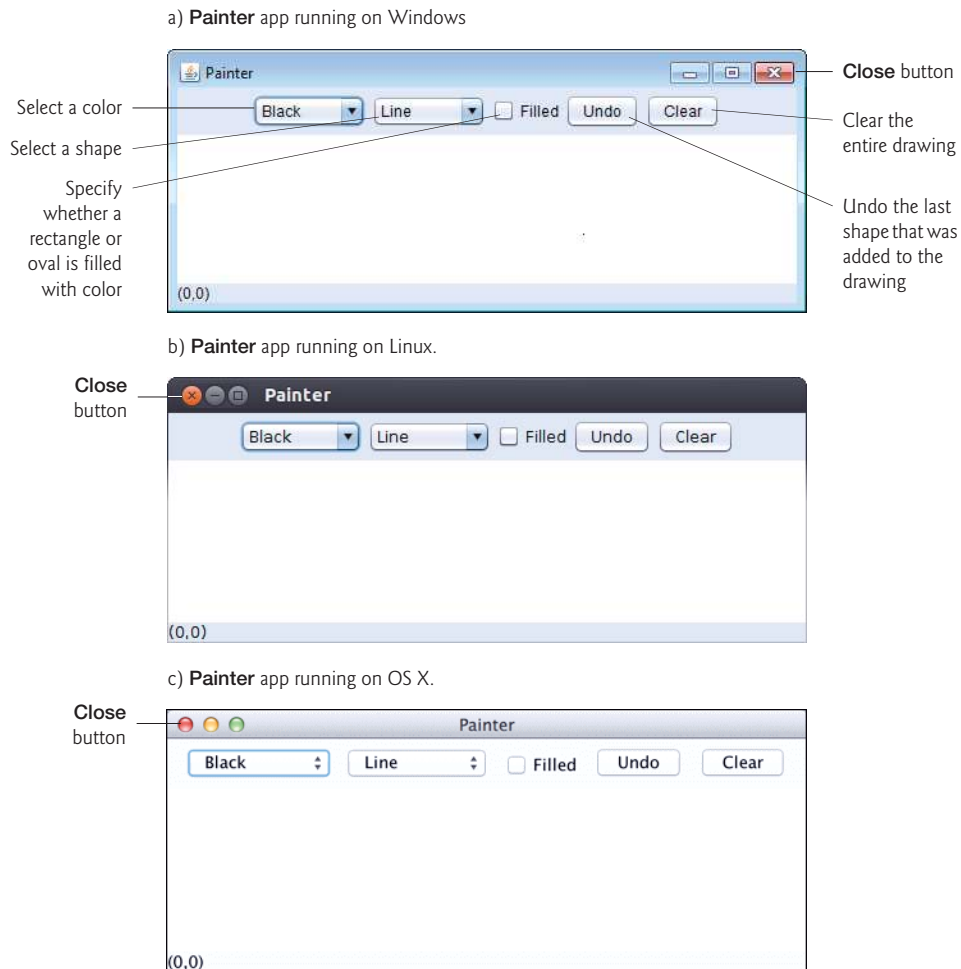 a) Painter app running on Windows
Painter
Close button
Select a color
Black
Line
Filled
Undo
Clear
Clear the
entire drawing
Select a shape
Specify
whether a
rectangle or
oval is filled
with color
Undo the last
shape that was
added to the
drawing
(0,0)
b) Painter app running on Linux.
Close
button
Painter
Black
Line
Filled
Undo
Clear
(0,0)
c) Painter app running on OS X.
Close
button
Painter
Black
Line
Filled
Undo
Clear
(0,0)